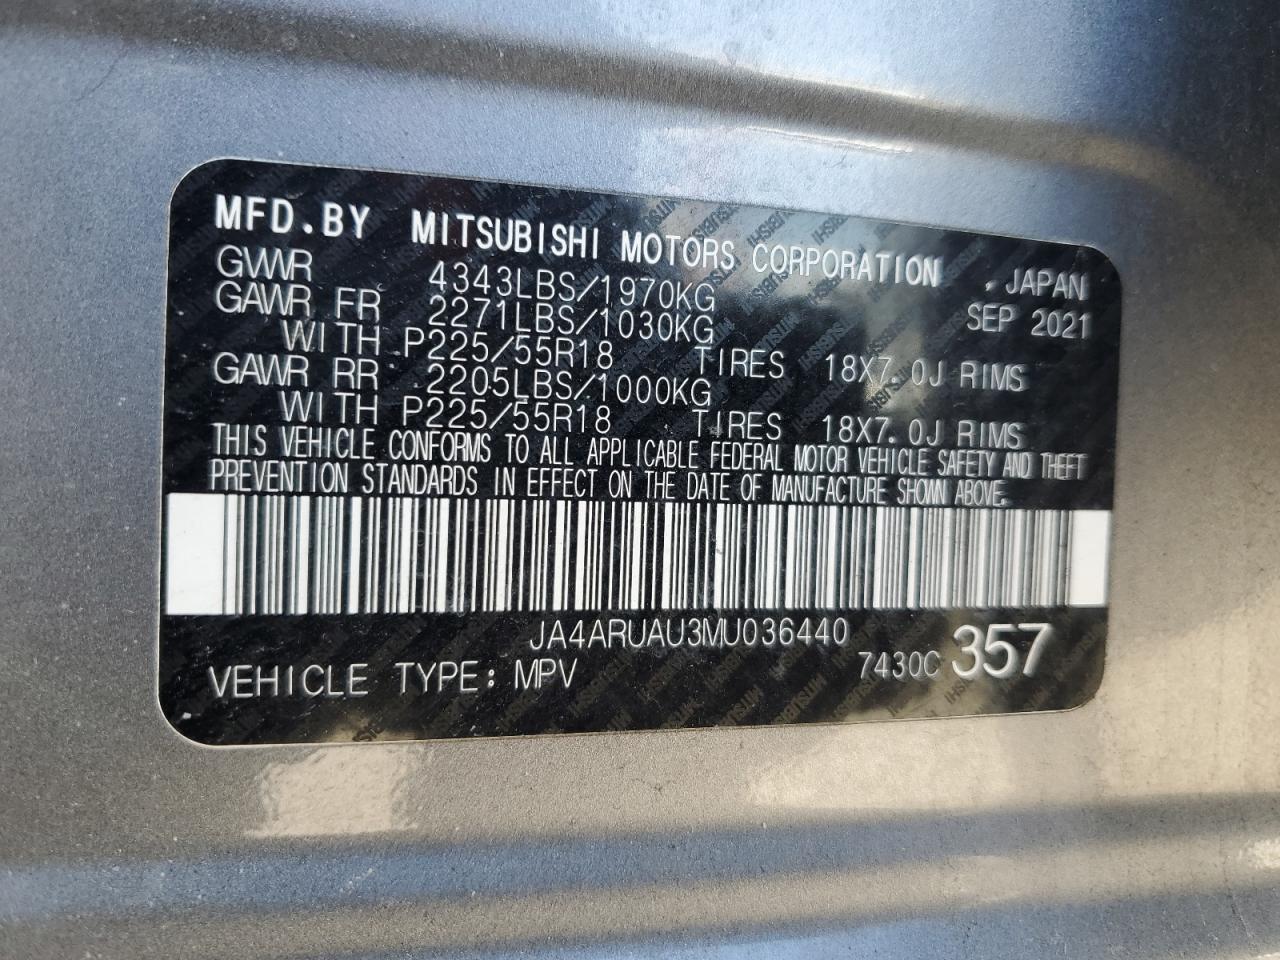 MFD.BY MITSUBISHI MOTORS CORPORATION , JAPAN
GVWR 4343LBS/1970KG SEP 2021
GAWR FR 2271LBS/1030KG
WITH P225/55R18 TIRES 18X7.0J RIMS
GAWR RR 2205LBS/1000KG
WITH P225/55R18 TIRES 18X7.0J RIMS
THIS VEHICLE CONFORMS TO ALL APPLICABLE FEDERAL MOTOR VEHICLE SAFETY AND THEFT
PREVENTION STANDARDS IN EFFECT ON THE DATE OF MANUFACTURE SHOWN ABOVE.
JA4ARUAU3MU036440
VEHICLE TYPE: MPV 7430C 357